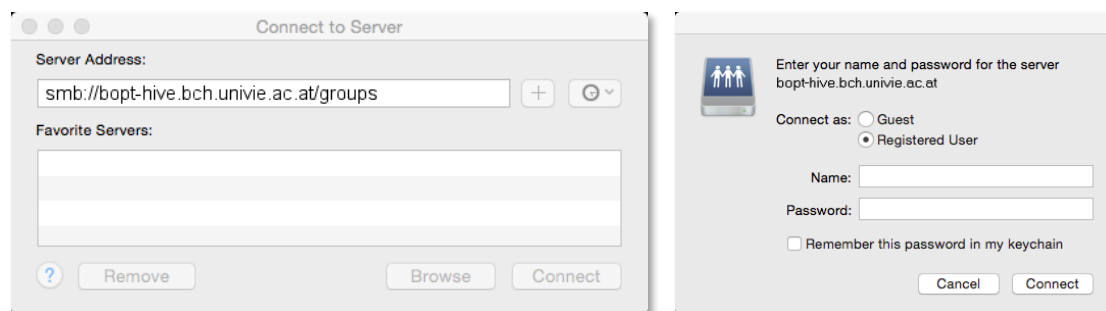 Connect to Server
Server Address:
smb://bopt-hive.bch.univie.ac.at/groups
+
Favorite Servers:
?
Remove
Browse
Connect
Enter your name and password for the server
bopt-hive.bch.univie.ac.at
Connect as:
Guest
Registered User
Name:
Password:
Remember this password in my keychain
Cancel
Connect